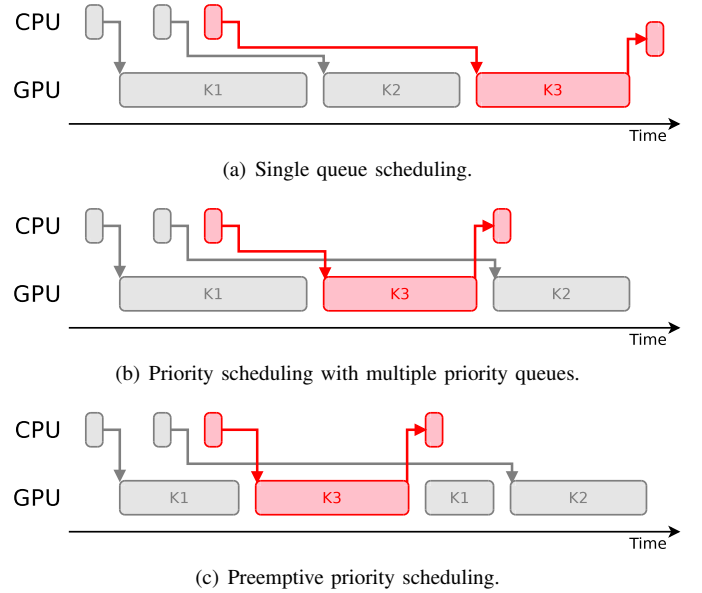 CPU
GPU K1 K2 K3
Time
(a) Single queue scheduling.
CPU
GPU K1 K3 K2
Time
(b) Priority scheduling with multiple priority queues.
CPU
GPU K1 K3 K1 K2
Time
(c) Preemptive priority scheduling.